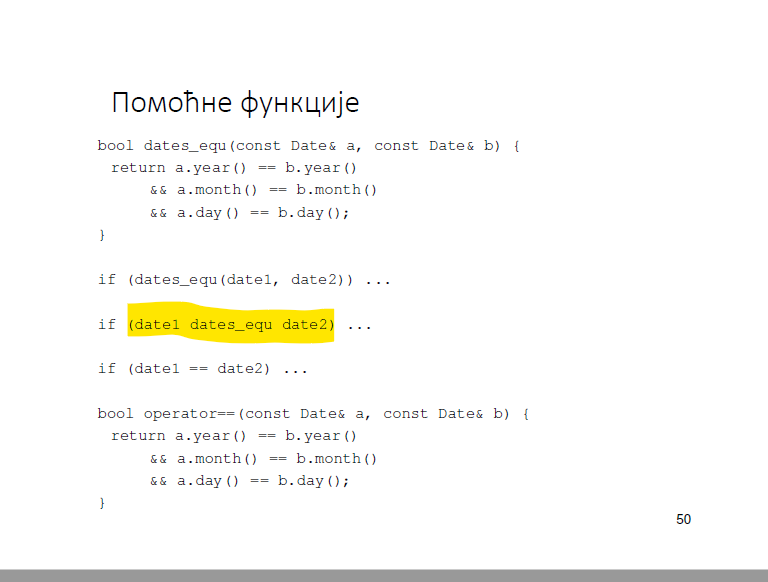 Помоћне функције
bool dates_equ(const Date& a, const Date& b) {
return a.year() == b.year()
&& a.month() == b.month()
&& a.day() == b.day();
}
if (dates_equ(date1, date2)) ...
if (date1 dates_equ date2) ...
if (date1 == date2) ...
bool operator==(const Date& a, const Date& b) {
return a.year() == b.year()
&& a.month() == b.month()
&& a.day() == b.day();
}
50